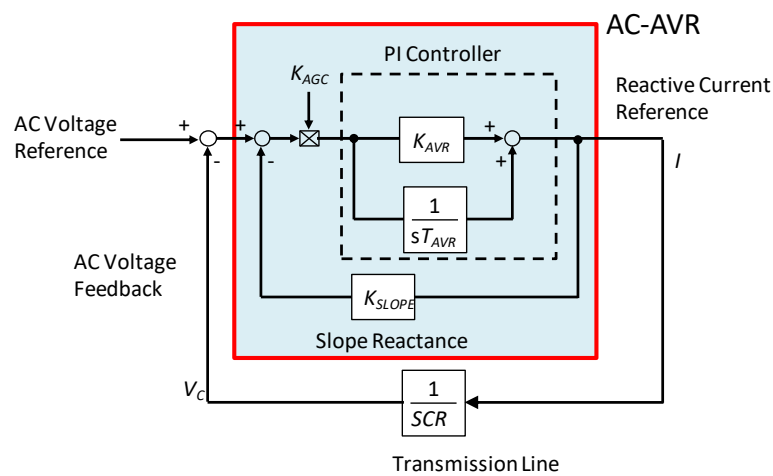 AC-AVR
PI Controller
K_AGC
Reactive Current
Reference
AC Voltage
Reference
+
-
+
-
K_AVR
+
+
I
1
sT_AVR
AC Voltage
Feedback
K_SLOPE
Slope Reactance
V_C
1
SCR
Transmission Line